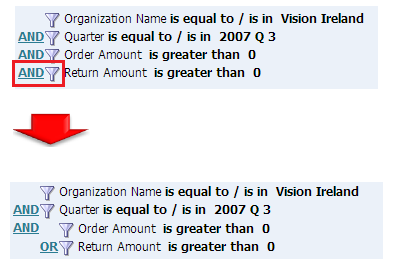 Organization Name is equal to / is in Vision Ireland
AND Quarter is equal to / is in 2007 Q 3
AND Order Amount is greater than 0
AND Return Amount is greater than 0
Organization Name is equal to / is in Vision Ireland
AND Quarter is equal to / is in 2007 Q 3
AND Order Amount is greater than 0
OR Return Amount is greater than 0